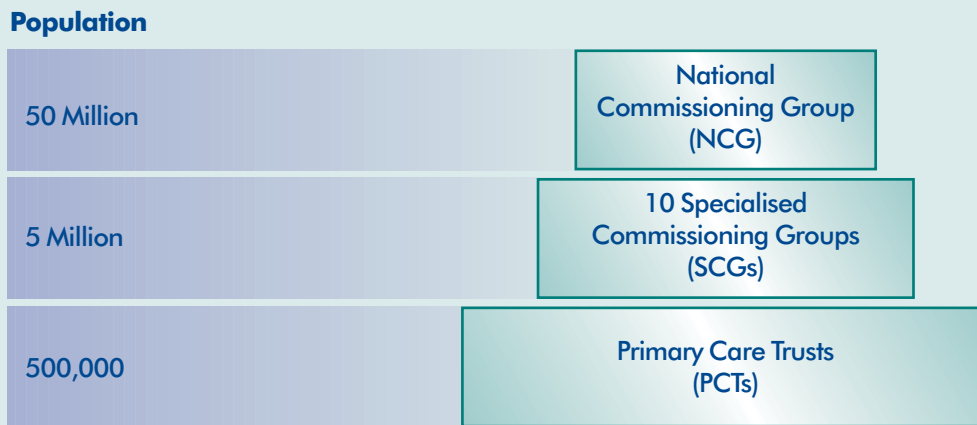 Population
50 Million
National
Commissioning Group
(NCG)
5 Million
10 Specialised
Commissioning Groups
(SCGs)
500,000
Primary Care Trusts
(PCTs)